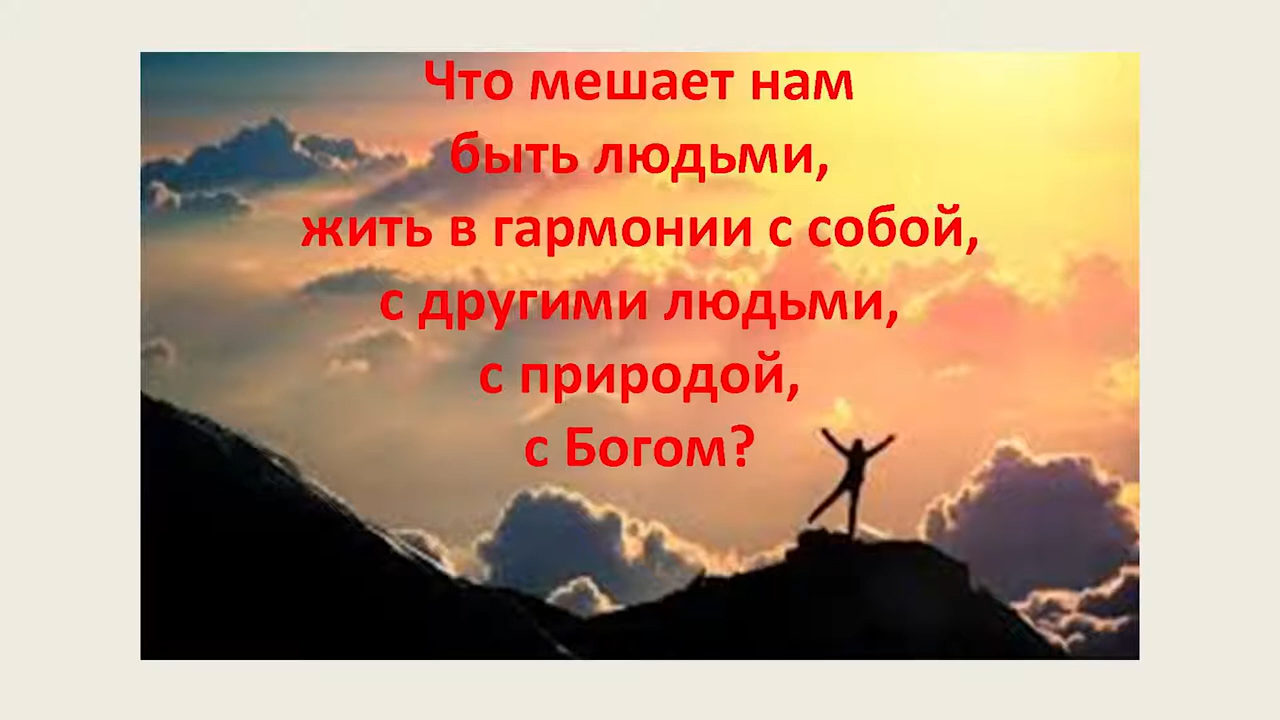 Что мешает нам
быть людьми,
жить в гармонии с собой,
с другими людьми,
с природой,
с Богом?